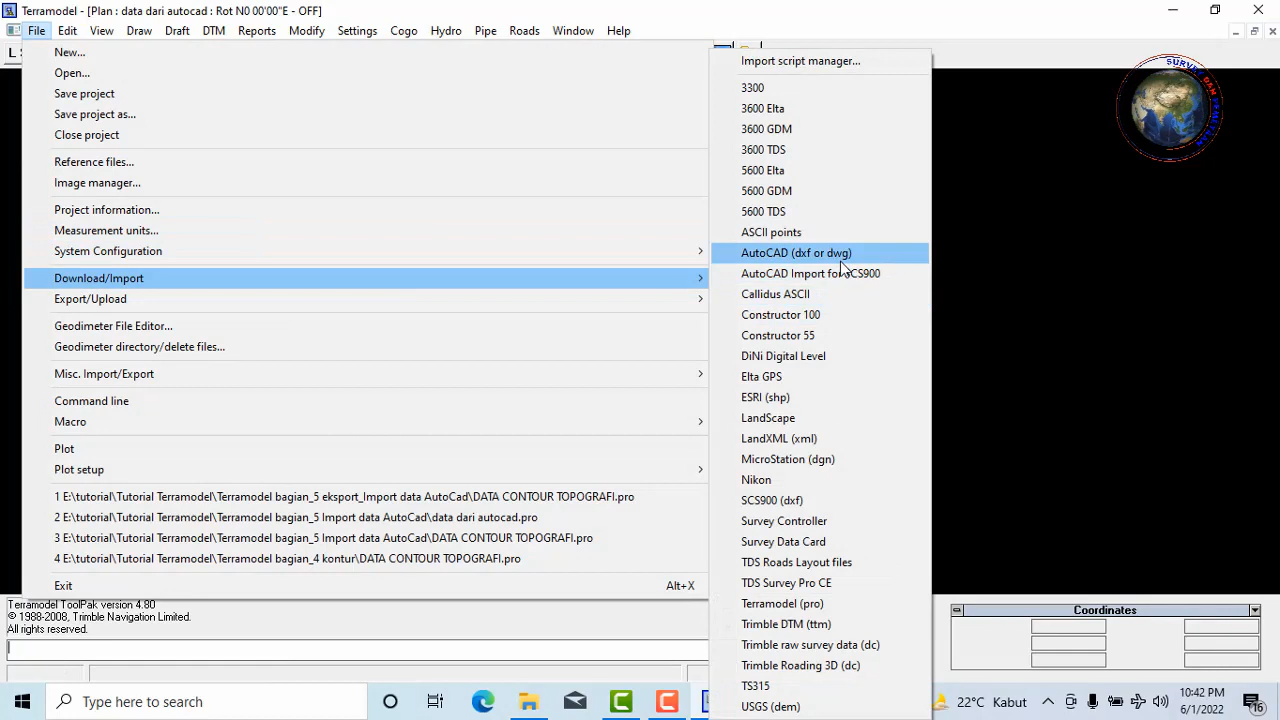 Terramodel - [Plan : data dari autocad : Rot N0 00'00"E - OFF]
File Edit View Draw Draft DTM Reports Modify Settings Cogo Hydro Pipe Roads Window Help
New...
Open...
Save project
Save project as...
Close project
Reference files...
Image manager...
Project information...
Measurement units...
System Configuration
Download/Import
Export/Upload
Geodimeter File Editor...
Geodimeter directory/delete files...
Misc. Import/Export
Command line
Macro
Plot
Plot setup
1 E:\tutorial\Tutorial Terramodel\Terramodel bagian_5 eksport_Import data AutoCad\DATA CONTOUR TOPOGRAFI.pro
2 E:\tutorial\Tutorial Terramodel\Terramodel bagian_5 Import data AutoCad\data dari autocad.pro
3 E:\tutorial\Tutorial Terramodel\Terramodel bagian_5 Import data AutoCad\DATA CONTOUR TOPOGRAFI.pro
4 E:\tutorial\Tutorial Terramodel\Terramodel bagian_4 kontur\DATA CONTOUR TOPOGRAFI.pro
Exit Alt+X
Import script manager...
3300
3600 Elta
3600 GDM
3600 TDS
5600 Elta
5600 GDM
5600 TDS
ASCII points
AutoCAD (dxf or dwg)
AutoCAD Import for SCS900
Callidus ASCII
Constructor 100
Constructor 55
DiNi Digital Level
Elta GPS
ESRI (shp)
LandScape
LandXML (xml)
MicroStation (dgn)
Nikon
SCS900 (dxf)
Survey Controller
Survey Data Card
TDS Roads Layout files
TDS Survey Pro CE
Terramodel (pro)
Trimble DTM (ttm)
Trimble raw survey data (dc)
Trimble Roading 3D (dc)
TS315
USGS (dem)
SURVEY DAN PEMETAAN
Terramodel ToolPak version 4.80
© 1988-2008, Trimble Navigation Limited.
All rights reserved.
Coordinates
Type here to search
22°C Kabut
10:42 PM
6/1/2022
16